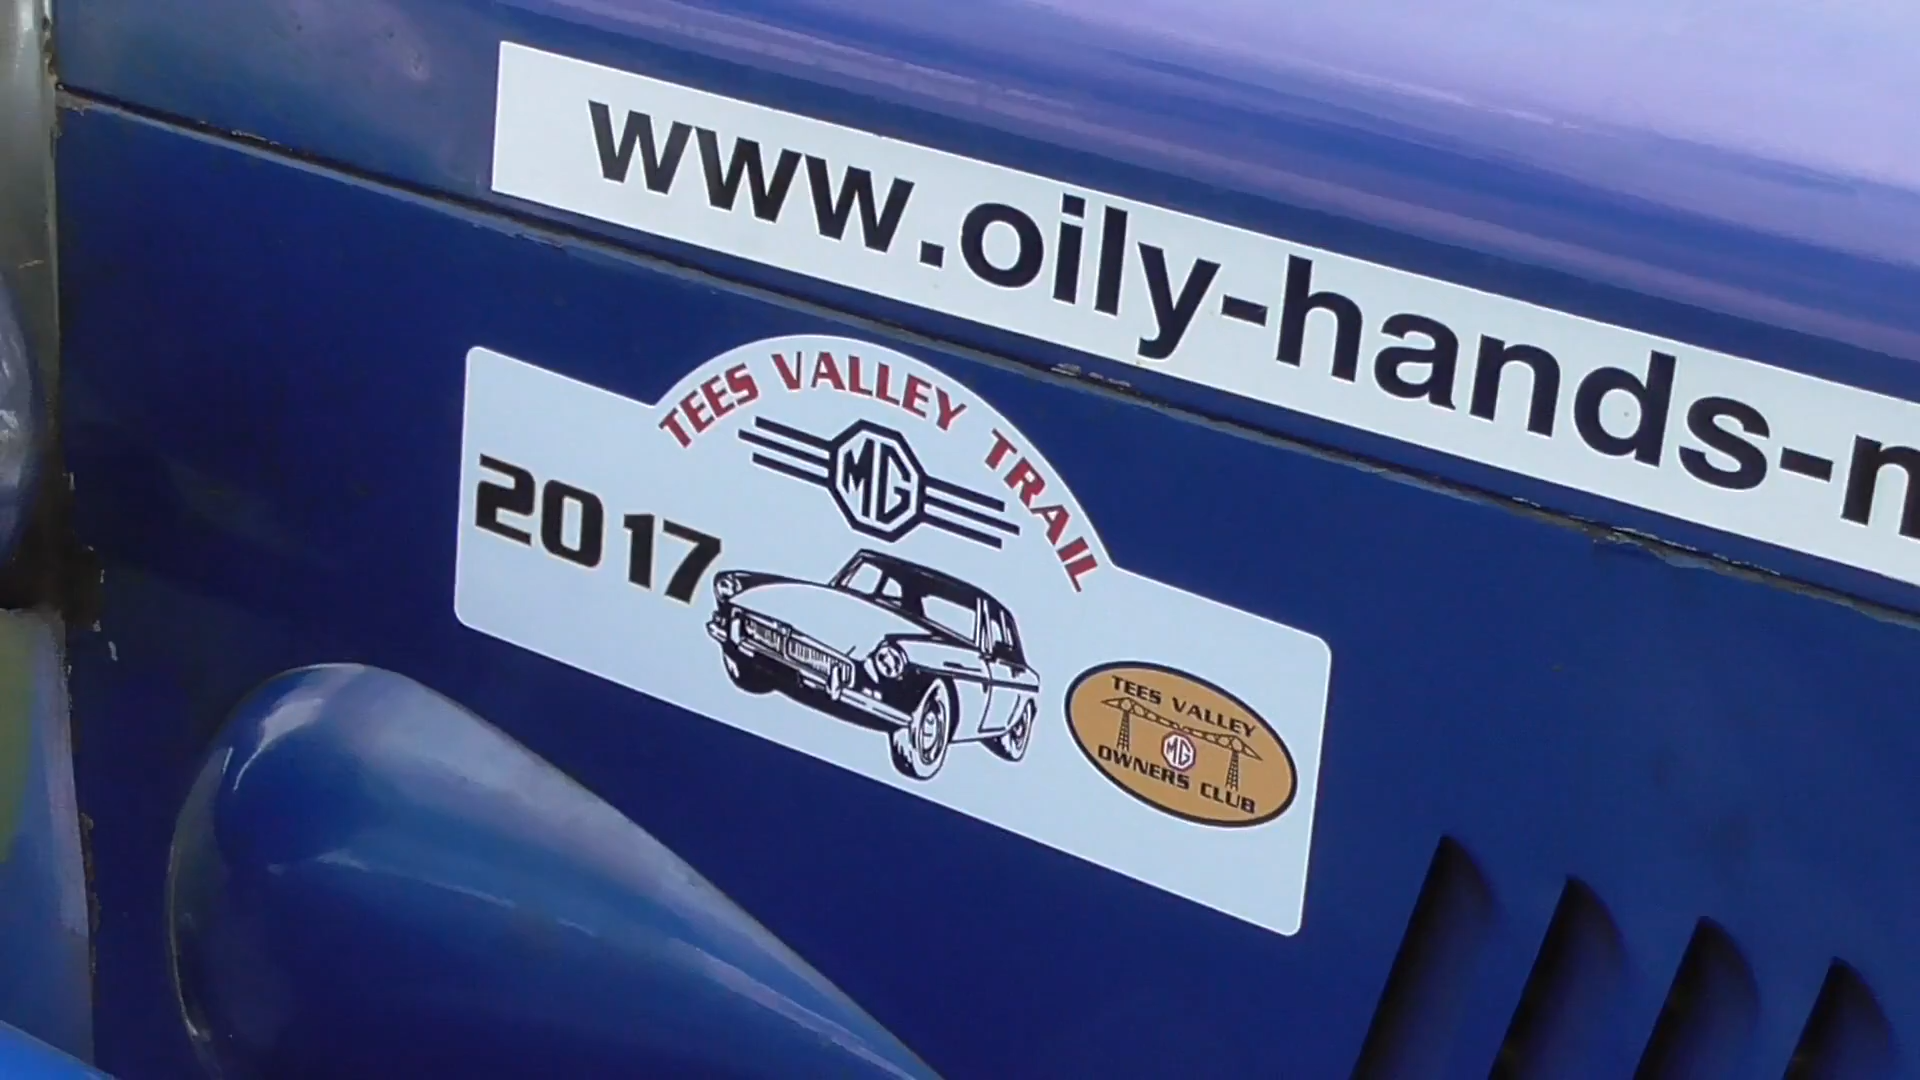 www.oily-hands-
TEES VALLEY TRAIL
MG
2017
TEES VALLEY
MG
OWNERS CLUB